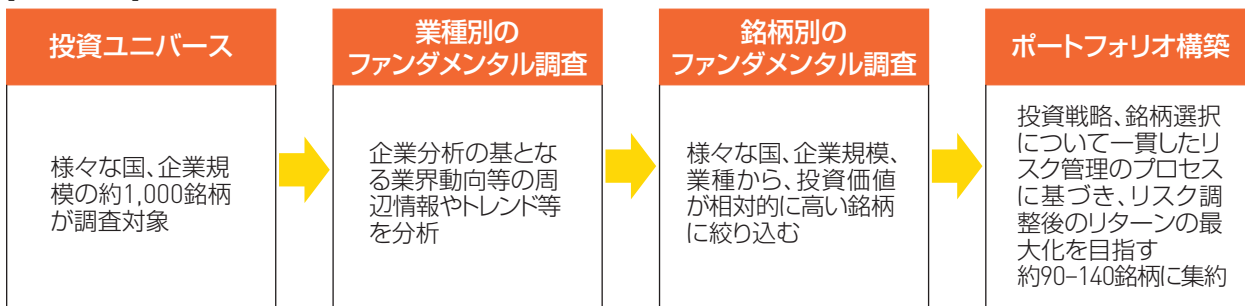 投資ユニバース
様々な国、企業規
模の約1,000銘柄
が調査対象
業種別の
ファンダメンタル調査
企業分析の基とな
る業界動向等の周
辺情報やトレンド等
を分析
銘柄別の
ファンダメンタル調査
様々な国、企業規模、
業種から、投資価値
が相対的に高い銘柄
に絞り込む
ポートフォリオ構築
投資戦略、銘柄選択
について一貫したリ
スク管理のプロセス
に基づき、リスク調
整後のリターンの最
大化を目指す
約90–140銘柄に集約